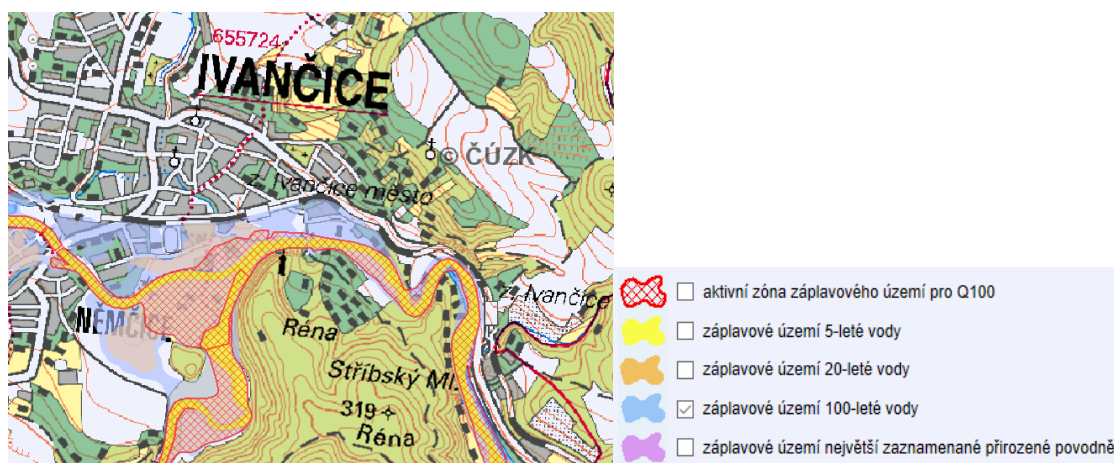 655724
IVANČICE
© ČÚZK
z. Ivančice město
z. Ivančice
NĚMČICE
Réna
Stříbský Ml.
319
Réna
aktivní zóna záplavového území pro Q100
záplavové území 5-leté vody
záplavové území 20-leté vody
záplavové území 100-leté vody
záplavové území největší zaznamenané přirozené povodně